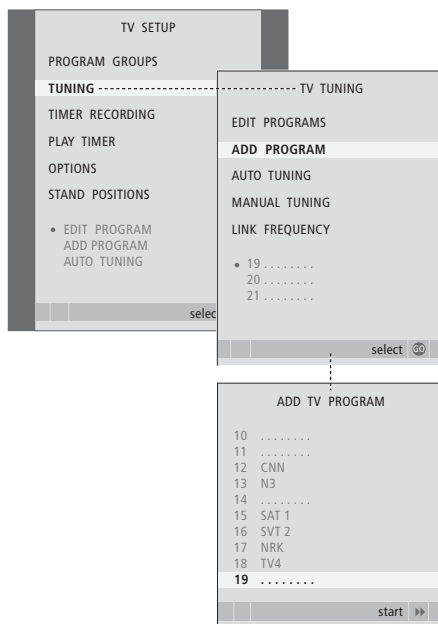 TV SETUP
PROGRAM GROUPS
TUNING
TIMER RECORDING
PLAY TIMER
OPTIONS
STAND POSITIONS
• EDIT PROGRAM
ADD PROGRAM
AUTO TUNING
selec
TV TUNING
EDIT PROGRAMS
ADD PROGRAM
AUTO TUNING
MANUAL TUNING
LINK FREQUENCY
• 19 . . . . . . . .
20 . . . . . . . .
21 . . . . . . . .
select GO
ADD TV PROGRAM
10 . . . . . . . .
11 . . . . . . . .
12 CNN
13 N3
14 . . . . . . . .
15 SAT 1
16 SVT 2
17 NRK
18 TV4
19 . . . . . . . .
start